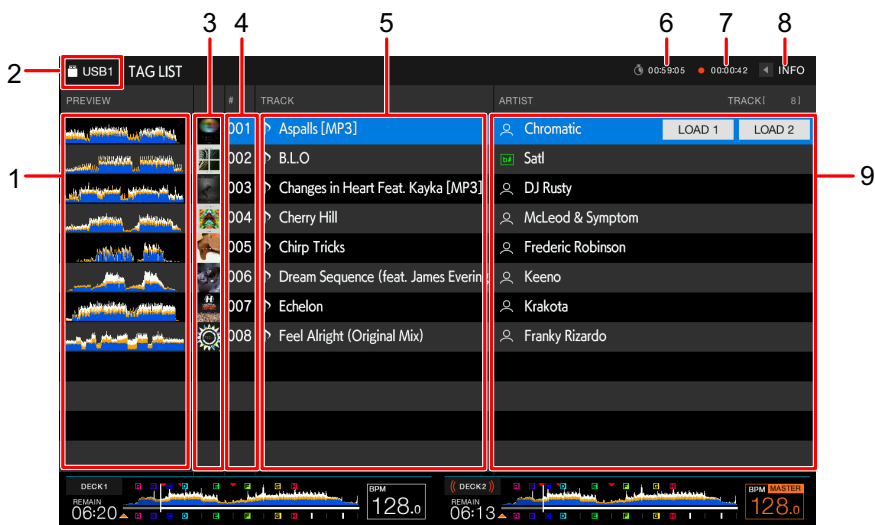 3 4 5 6 7 8
2 USB1 TAG LIST 00:59:05 00:00:42 INFO
PREVIEW # TRACK ARTIST TRACK[ 8]
001 Aspalls [MP3] Chromatic LOAD 1 LOAD 2
002 B.L.O b# Satl
1 003 Changes in Heart Feat. Kayka [MP3] DJ Rusty 9
004 Cherry Hill McLeod & Symptom
005 Chirp Tricks Frederic Robinson
006 Dream Sequence (feat. James Evering Keeno
007 Echelon Krakota
008 Feel Alright (Original Mix) Franky Rizardo
DECK1 BPM DECK2 BPM MASTER
REMAIN REMAIN
06:20 128.0 06:13 128.0